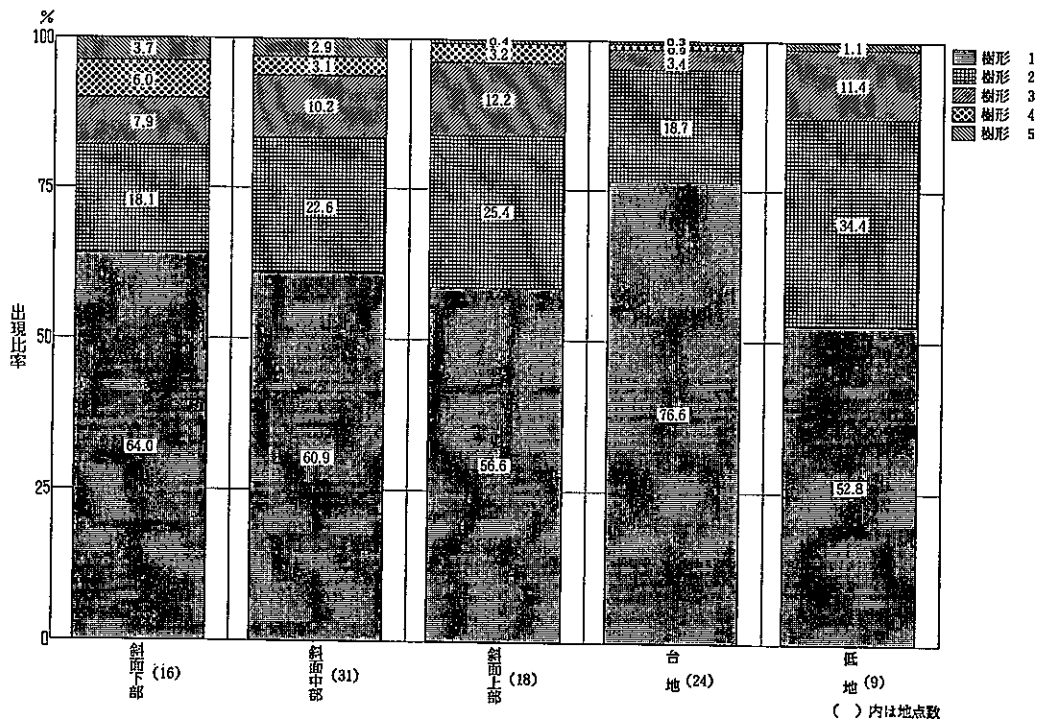 %
100
75
50
25
0
出現比率
3.7
6.0
7.9
18.1
64.0
2.9
3.1
10.2
22.6
60.9
0.4
3.2
12.2
25.4
56.6
0.3
0.9
3.4
18.7
76.6
1.1
11.4
34.4
52.8
樹形 1
樹形 2
樹形 3
樹形 4
樹形 5
斜面下部 (16)
斜面中部 (31)
斜面上部 (18)
台地 (24)
低地 (9)
( )内は地点数